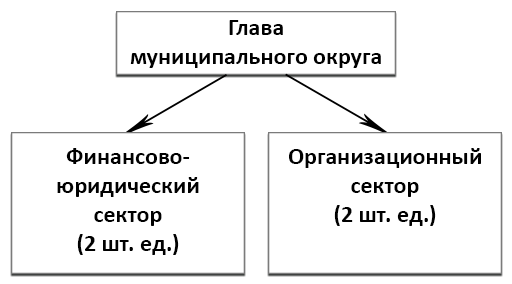 Глава
муниципального округа
Финансово-
юридический
сектор
(2 шт. ед.)
Организационный
сектор
(2 шт. ед.)